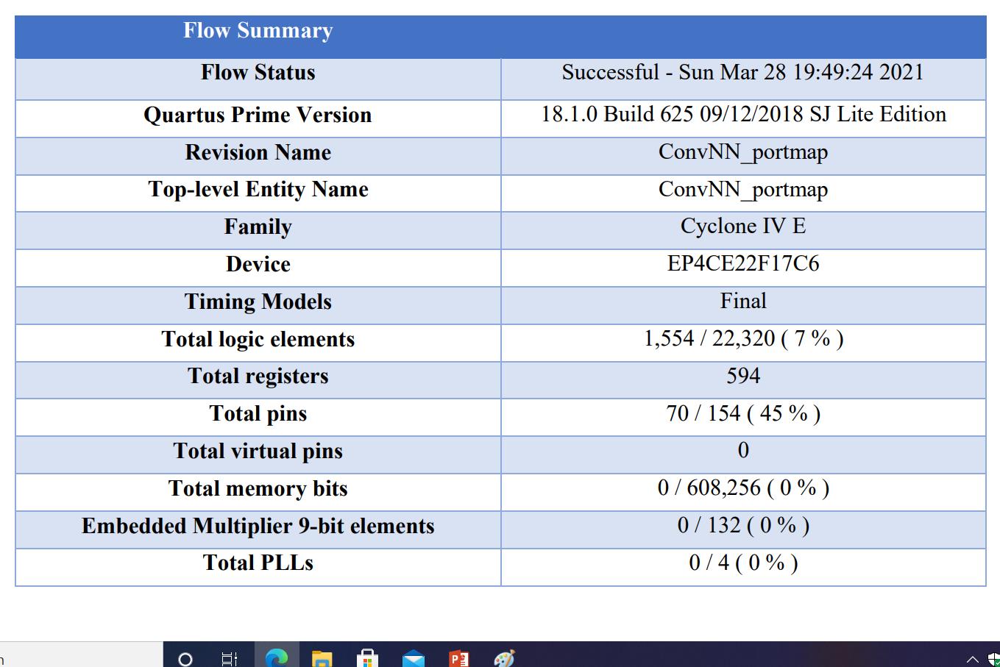 Flow Summary
Flow Status Successful - Sun Mar 28 19:49:24 2021
Quartus Prime Version 18.1.0 Build 625 09/12/2018 SJ Lite Edition
Revision Name ConvNN_portmap
Top-level Entity Name ConvNN_portmap
Family Cyclone IV E
Device EP4CE22F17C6
Timing Models Final
Total logic elements 1,554 / 22,320 ( 7 % )
Total registers 594
Total pins 70 / 154 ( 45 % )
Total virtual pins 0
Total memory bits 0 / 608,256 ( 0 % )
Embedded Multiplier 9-bit elements 0 / 132 ( 0 % )
Total PLLs 0 / 4 ( 0 % )
P